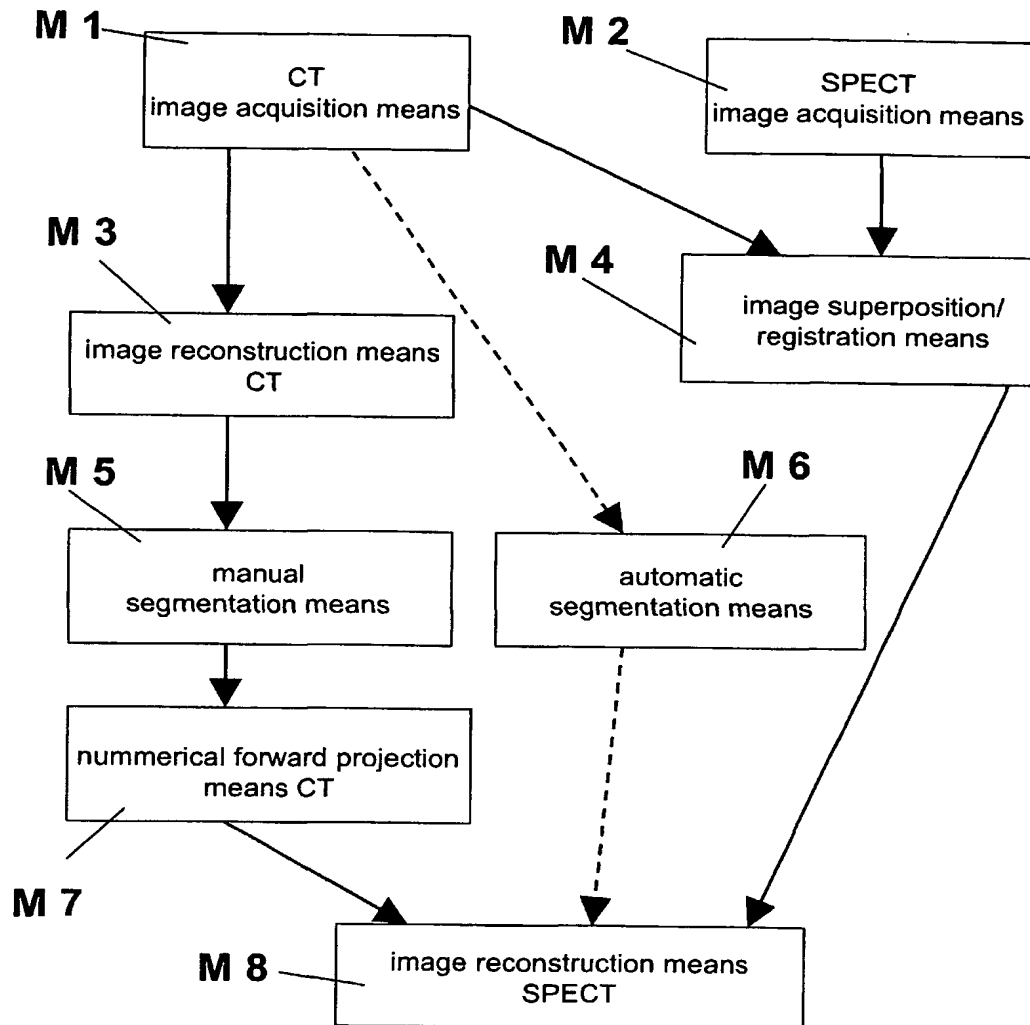 M 1
CT
image acquisition means
M 2
SPECT
image acquisition means
M 3
image reconstruction means
CT
M 4
image superposition/
registration means
M 5
manual
segmentation means
M 6
automatic
segmentation means
nummerical forward projection
means CT
M 7
M 8
image reconstruction means
SPECT